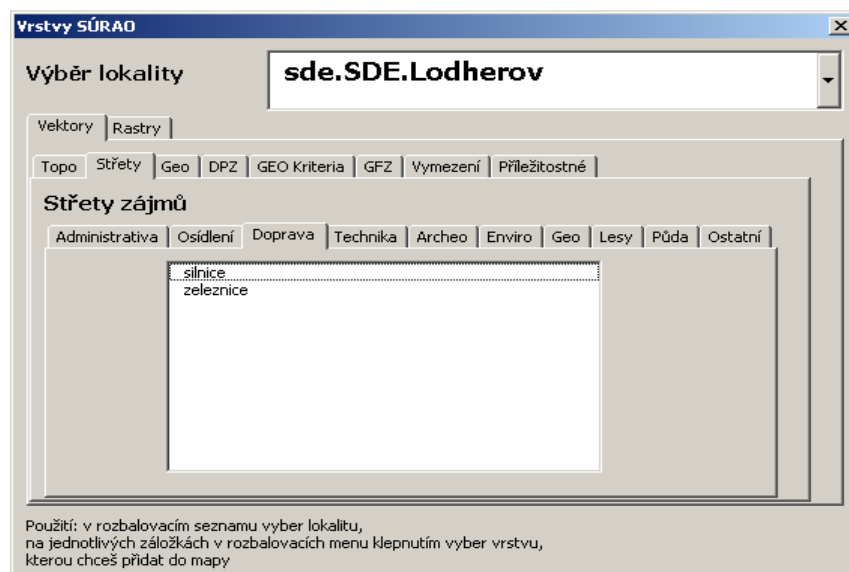 Vrstvy SÚRAO
Výběr lokality
sde.SDE.Lodherov
Vektory Rastry
Topo Střety Geo DPZ GEO Kriteria GFZ Vymezení Příležitostné
Střety zájmů
Administrativa Osídlení Doprava Technika Archeo Enviro Geo Lesy Půda Ostatní
silnice
zeleznice
Použití: v rozbalovacím seznamu vyber lokalitu,
na jednotlivých záložkách v rozbalovacích menu klepnutím vyber vrstvu,
kterou chceš přidat do mapy